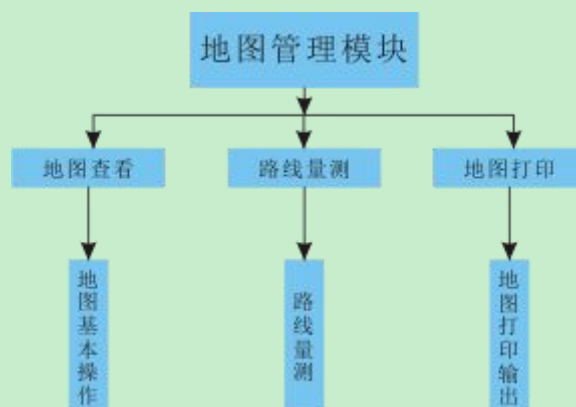 地图管理模块
地图查看
路线量测
地图打印
地图基本操作
路线量测
地图打印输出